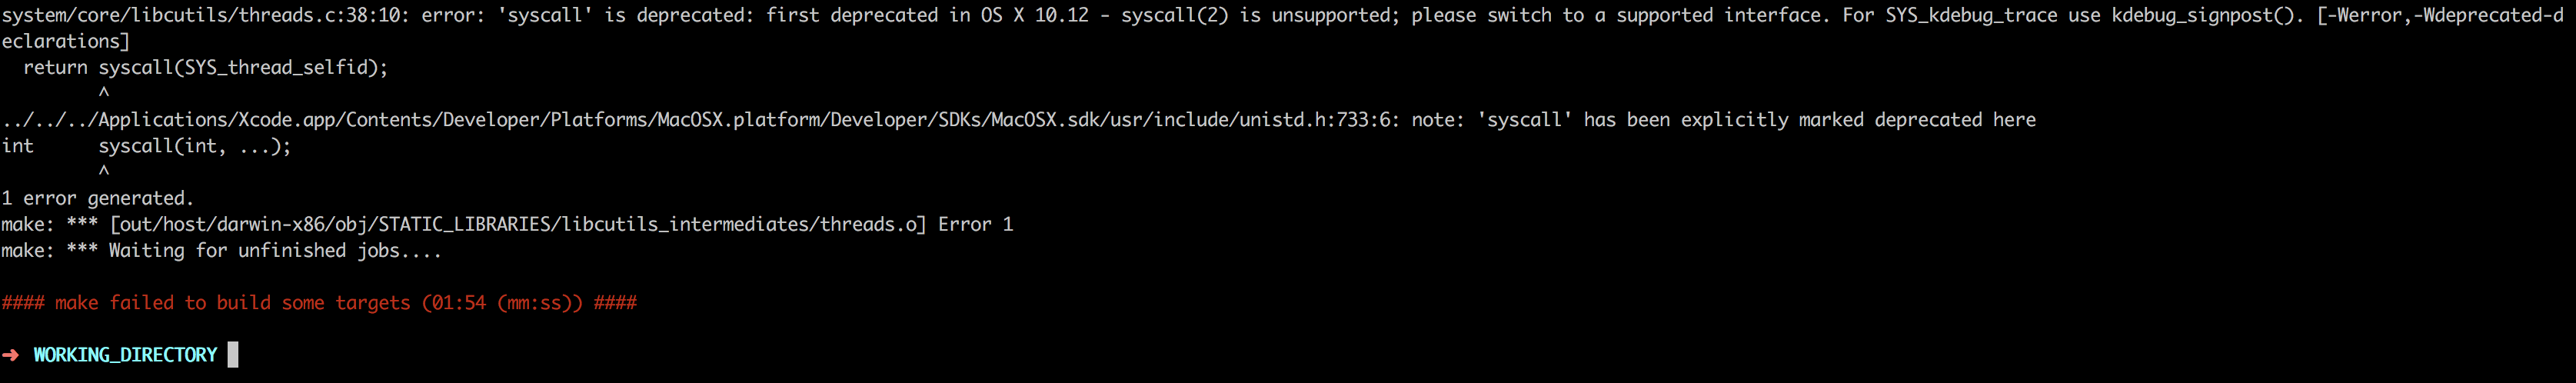 system/core/libcutils/threads.c:38:10: error: 'syscall' is deprecated: first deprecated in OS X 10.12 - syscall(2) is unsupported; please switch to a supported interface. For SYS_kdebug_trace use kdebug_signpost(). [-Werror,-Wdeprecated-d
eclarations]
  return syscall(SYS_thread_selfid);
         ^
../../../Applications/Xcode.app/Contents/Developer/Platforms/MacOSX.platform/Developer/SDKs/MacOSX.sdk/usr/include/unistd.h:733:6: note: 'syscall' has been explicitly marked deprecated here
int      syscall(int, ...);
         ^
1 error generated.
make: *** [out/host/darwin-x86/obj/STATIC_LIBRARIES/libcutils_intermediates/threads.o] Error 1
make: *** Waiting for unfinished jobs....
#### make failed to build some targets (01:54 (mm:ss)) ####
➜ WORKING_DIRECTORY